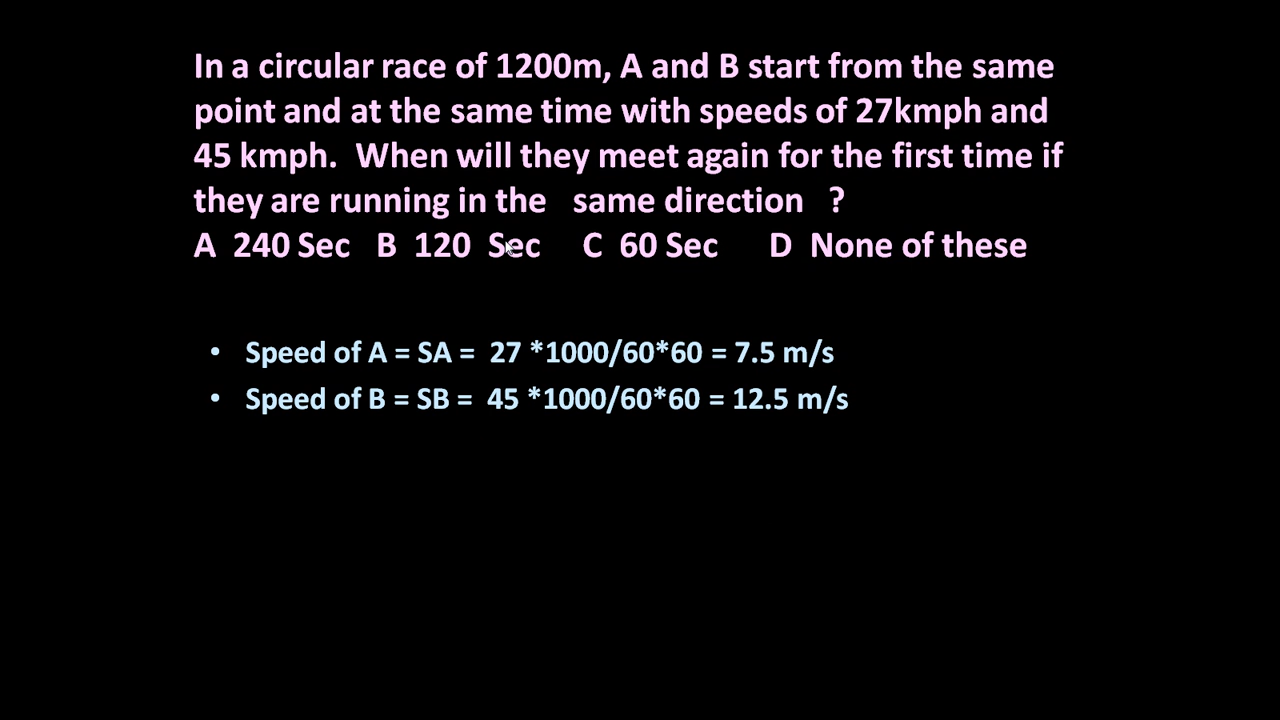 In a circular race of 1200m, A and B start from the same
point and at the same time with speeds of 27kmph and
45 kmph. When will they meet again for the first time if
they are running in the same direction ?
A 240 Sec B 120 Sec C 60 Sec D None of these
• Speed of A = SA = 27 *1000/60*60 = 7.5 m/s
• Speed of B = SB = 45 *1000/60*60 = 12.5 m/s